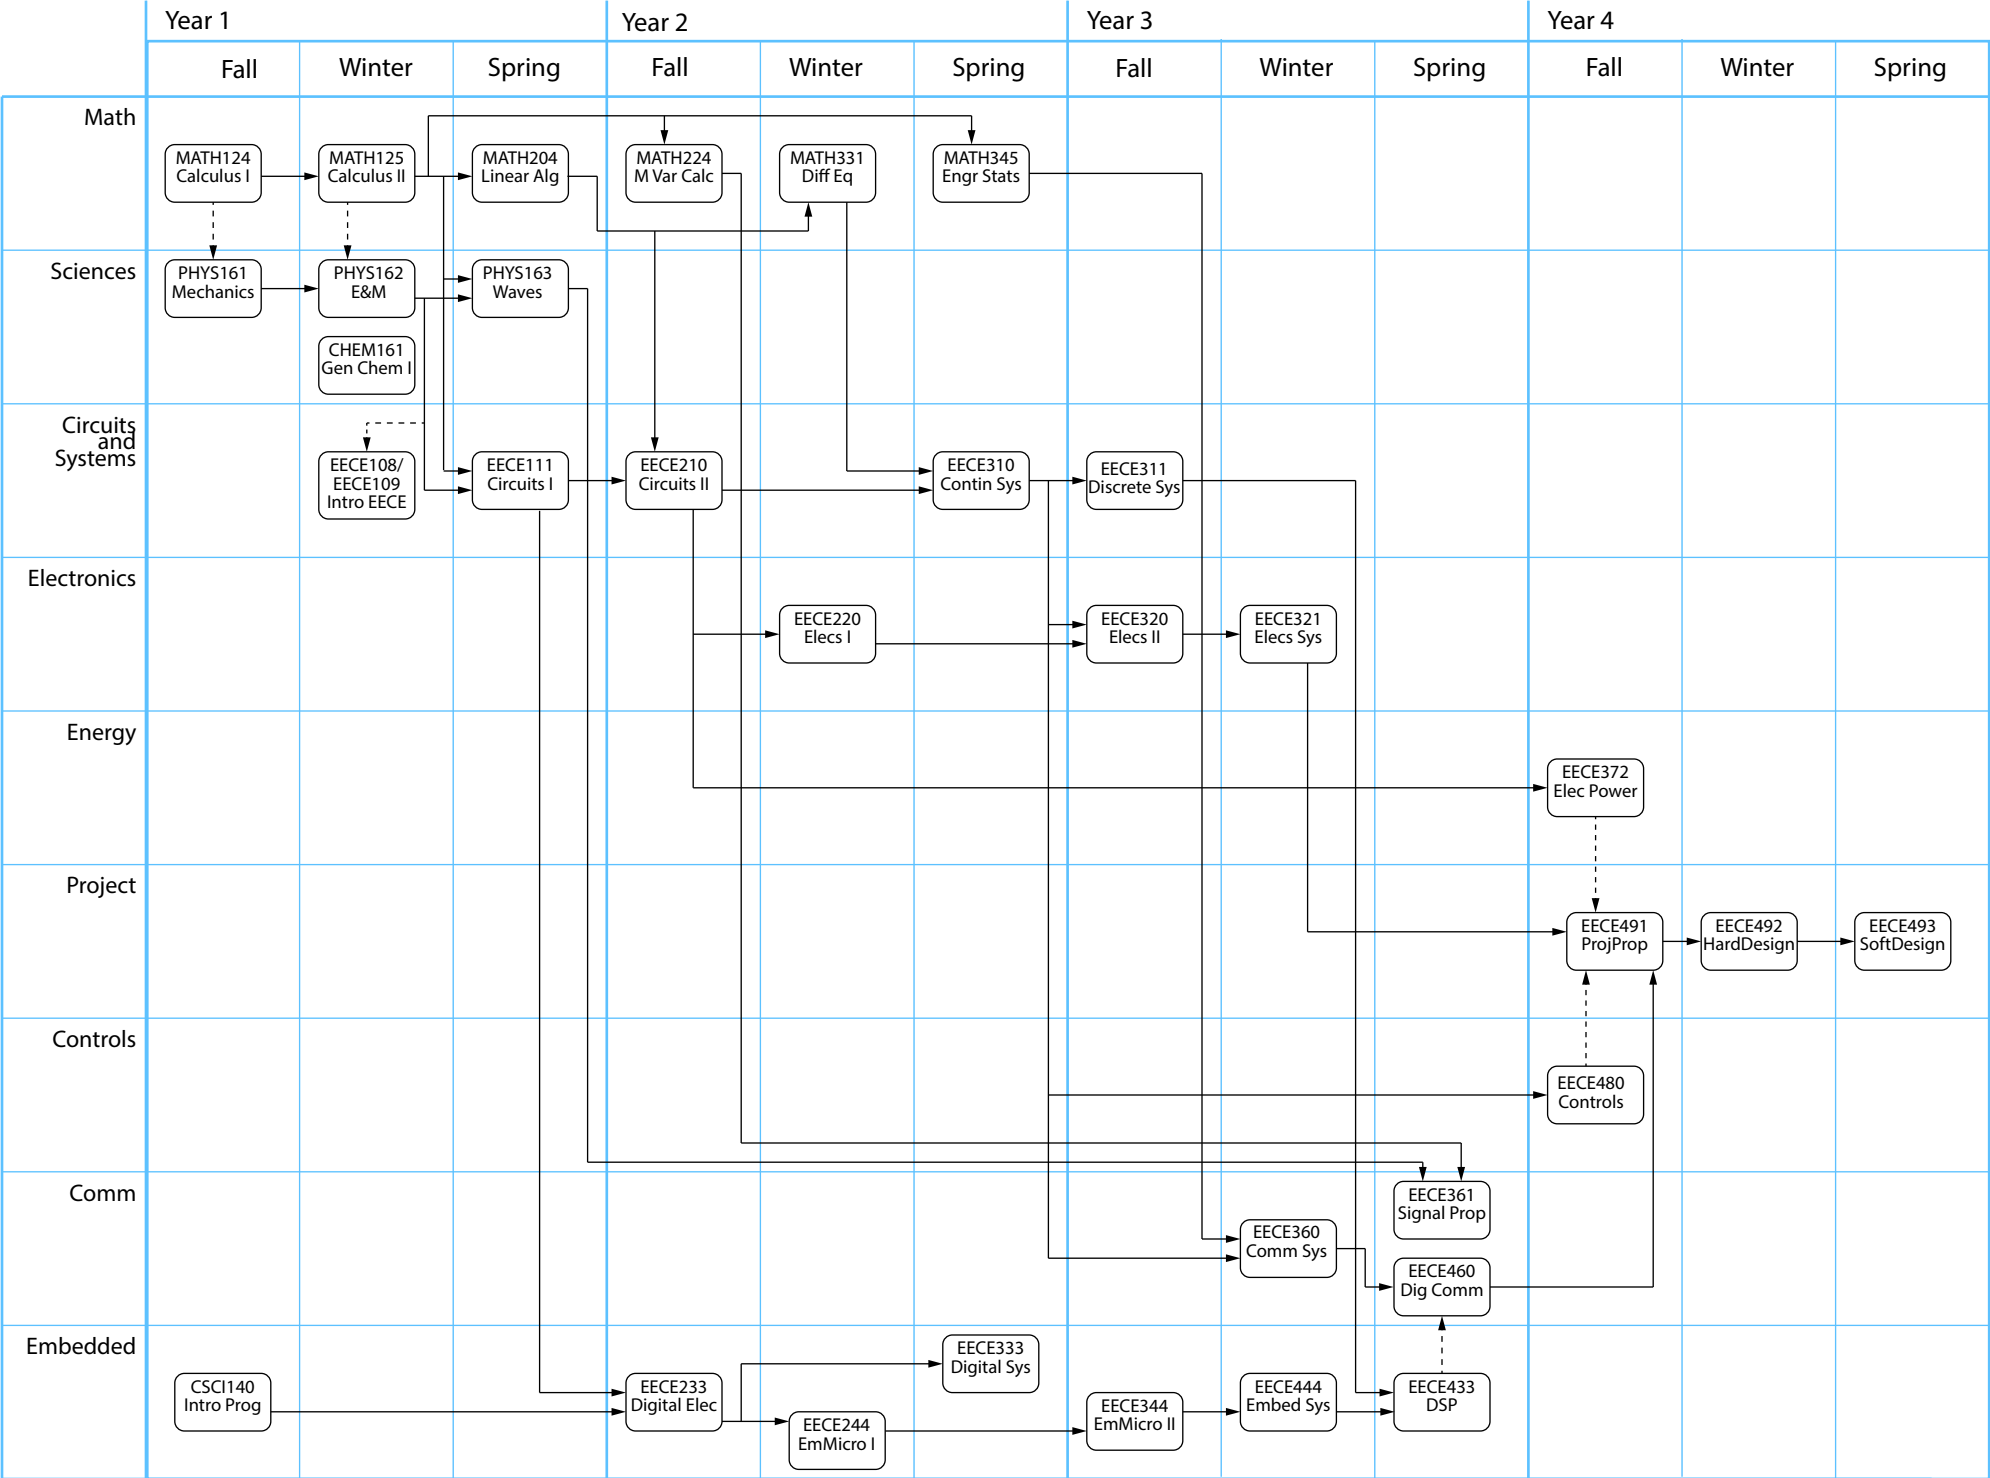 Year 1
Year 2
Year 3
Year 4
Fall
Winter
Spring
Fall
Winter
Spring
Fall
Winter
Spring
Fall
Winter
Spring
Math
MATH124
Calculus I
MATH125
Calculus II
MATH204
Linear Alg
MATH224
M Var Calc
MATH331
Diff Eq
MATH345
Engr Stats
Sciences
PHYS161
Mechanics
PHYS162
E&M
PHYS163
Waves
CHEM161
Gen Chem I
Circuits
and
Systems
EECE108/
EECE109
Intro EECE
EECE111
Circuits I
EECE210
Circuits II
EECE310
Contin Sys
EECE311
Discrete Sys
Electronics
EECE220
Elecs I
EECE320
Elecs II
EECE321
Elecs Sys
Energy
EECE372
Elec Power
Project
EECE491
ProjProp
EECE492
HardDesign
EECE493
SoftDesign
Controls
EECE480
Controls
Comm
EECE361
Signal Prop
EECE360
Comm Sys
EECE460
Dig Comm
Embedded
EECE333
Digital Sys
CSCI140
Intro Prog
EECE233
Digital Elec
EECE244
EmMicro I
EECE344
EmMicro II
EECE444
Embed Sys
EECE433
DSP